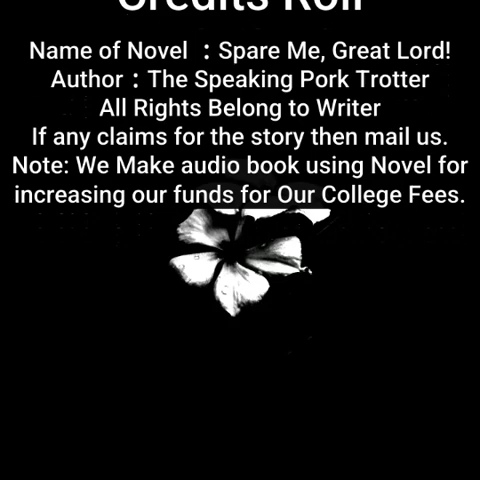 Credits Roll
Name of Novel : Spare Me, Great Lord!
Author : The Speaking Pork Trotter
All Rights Belong to Writer
If any claims for the story then mail us.
Note: We Make audio book using Novel for
increasing our funds for Our College Fees.